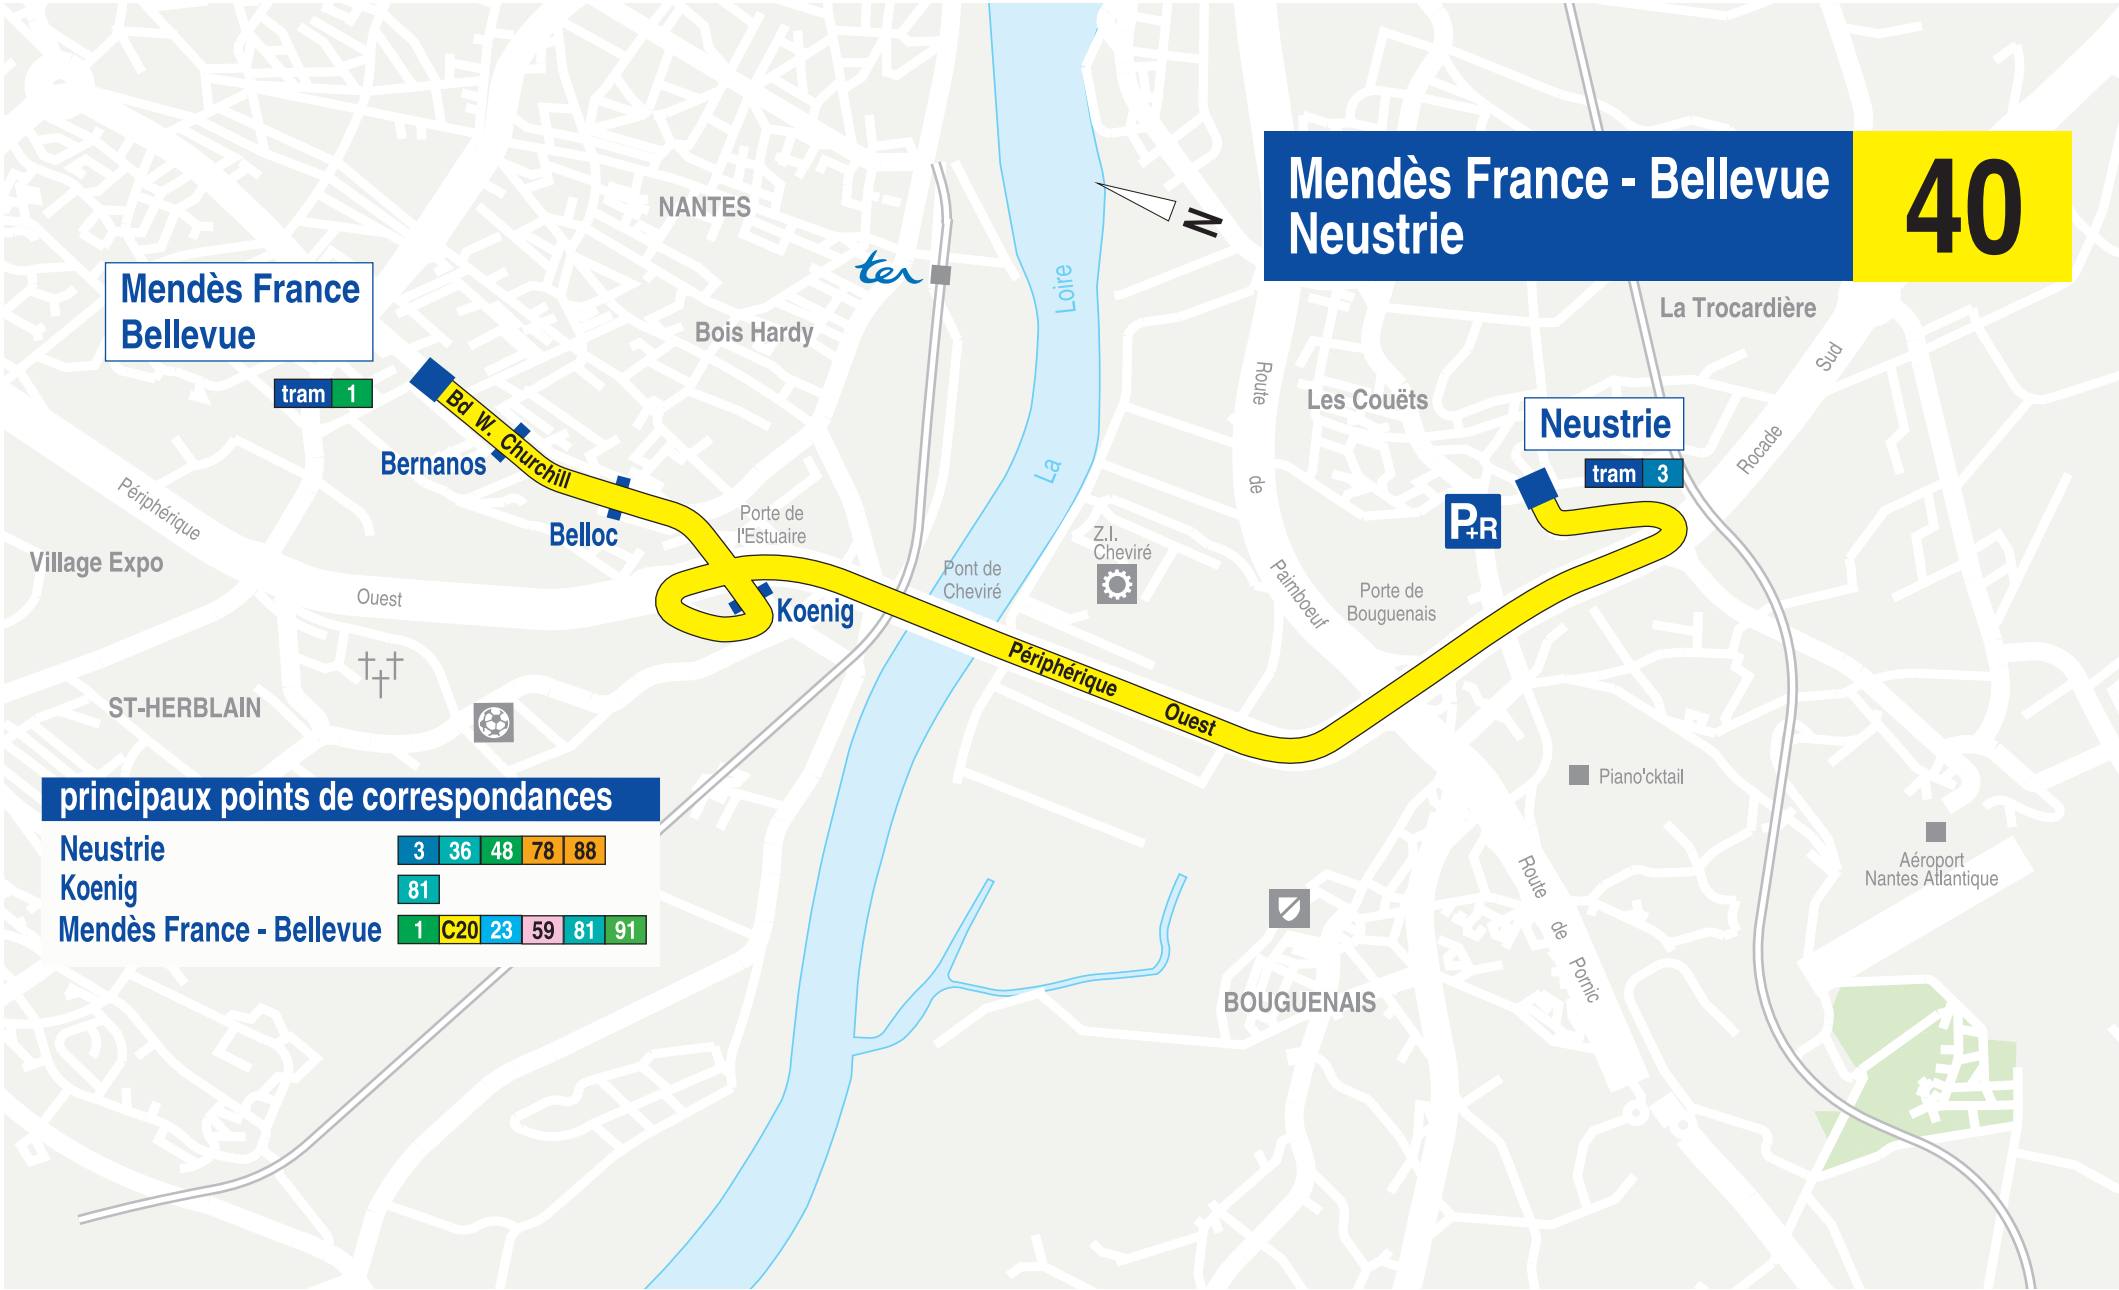 Mendès France - Bellevue
Neustrie
40
NANTES
ter
N
La Loire
La Trocardière
Mendès France
Bellevue
tram 1
Bois Hardy
Route de Paimboeuf
Les Couëts
Rocade Sud
Neustrie
tram 3
P+R
Bd W. Churchill
Bernanos
Belloc
Koenig
Périphérique Ouest
Village Expo
Porte de
l'Estuaire
Pont de
Cheviré
Z.I.
Cheviré
Porte de
Bouguenais
Périphérique Ouest
ST-HERBLAIN
Piano'cktail
Aéroport
Nantes Atlantique
Route de Pornic
BOUGUENAIS
principaux points de correspondances
Neustrie 3 36 48 78 88
Koenig 81
Mendès France - Bellevue 1 C20 23 59 81 91